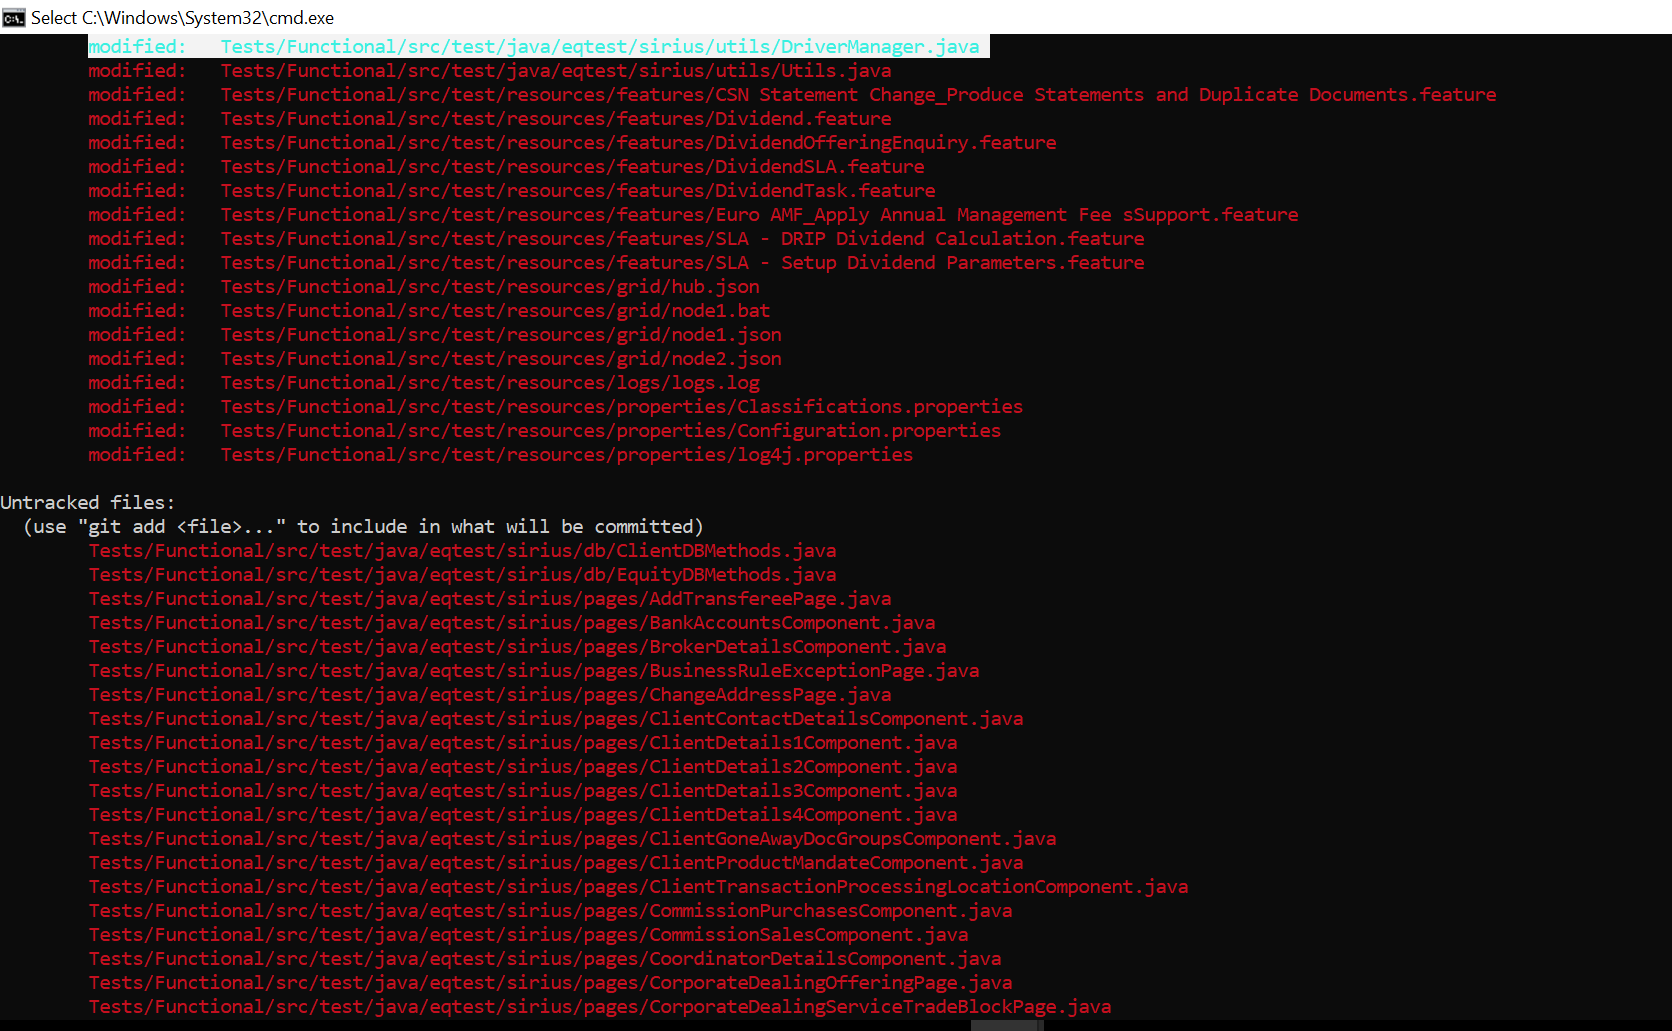 Select C:\Windows\System32\cmd.exe
modified:   Tests/Functional/src/test/java/eqtest/sirius/utils/DriverManager.java
modified:   Tests/Functional/src/test/java/eqtest/sirius/utils/Utils.java
modified:   Tests/Functional/src/test/resources/features/CSN Statement Change_Produce Statements and Duplicate Documents.feature
modified:   Tests/Functional/src/test/resources/features/Dividend.feature
modified:   Tests/Functional/src/test/resources/features/DividendOfferingEnquiry.feature
modified:   Tests/Functional/src/test/resources/features/DividendSLA.feature
modified:   Tests/Functional/src/test/resources/features/DividendTask.feature
modified:   Tests/Functional/src/test/resources/features/Euro AMF_Apply Annual Management Fee sSupport.feature
modified:   Tests/Functional/src/test/resources/features/SLA - DRIP Dividend Calculation.feature
modified:   Tests/Functional/src/test/resources/features/SLA - Setup Dividend Parameters.feature
modified:   Tests/Functional/src/test/resources/grid/hub.json
modified:   Tests/Functional/src/test/resources/grid/node1.bat
modified:   Tests/Functional/src/test/resources/grid/node1.json
modified:   Tests/Functional/src/test/resources/grid/node2.json
modified:   Tests/Functional/src/test/resources/logs/logs.log
modified:   Tests/Functional/src/test/resources/properties/Classifications.properties
modified:   Tests/Functional/src/test/resources/properties/Configuration.properties
modified:   Tests/Functional/src/test/resources/properties/log4j.properties
Untracked files:
(use "git add <file>..." to include in what will be committed)
Tests/Functional/src/test/java/eqtest/sirius/db/ClientDBMethods.java
Tests/Functional/src/test/java/eqtest/sirius/db/EquityDBMethods.java
Tests/Functional/src/test/java/eqtest/sirius/pages/AddTransfereePage.java
Tests/Functional/src/test/java/eqtest/sirius/pages/BankAccountsComponent.java
Tests/Functional/src/test/java/eqtest/sirius/pages/BrokerDetailsComponent.java
Tests/Functional/src/test/java/eqtest/sirius/pages/BusinessRuleExceptionPage.java
Tests/Functional/src/test/java/eqtest/sirius/pages/ChangeAddressPage.java
Tests/Functional/src/test/java/eqtest/sirius/pages/ClientContactDetailsComponent.java
Tests/Functional/src/test/java/eqtest/sirius/pages/ClientDetails1Component.java
Tests/Functional/src/test/java/eqtest/sirius/pages/ClientDetails2Component.java
Tests/Functional/src/test/java/eqtest/sirius/pages/ClientDetails3Component.java
Tests/Functional/src/test/java/eqtest/sirius/pages/ClientDetails4Component.java
Tests/Functional/src/test/java/eqtest/sirius/pages/ClientGoneAwayDocGroupsComponent.java
Tests/Functional/src/test/java/eqtest/sirius/pages/ClientProductMandateComponent.java
Tests/Functional/src/test/java/eqtest/sirius/pages/ClientTransactionProcessingLocationComponent.java
Tests/Functional/src/test/java/eqtest/sirius/pages/CommissionPurchasesComponent.java
Tests/Functional/src/test/java/eqtest/sirius/pages/CommissionSalesComponent.java
Tests/Functional/src/test/java/eqtest/sirius/pages/CoordinatorDetailsComponent.java
Tests/Functional/src/test/java/eqtest/sirius/pages/CorporateDealingOfferingPage.java
Tests/Functional/src/test/java/eqtest/sirius/pages/CorporateDealingServiceTradeBlockPage.java